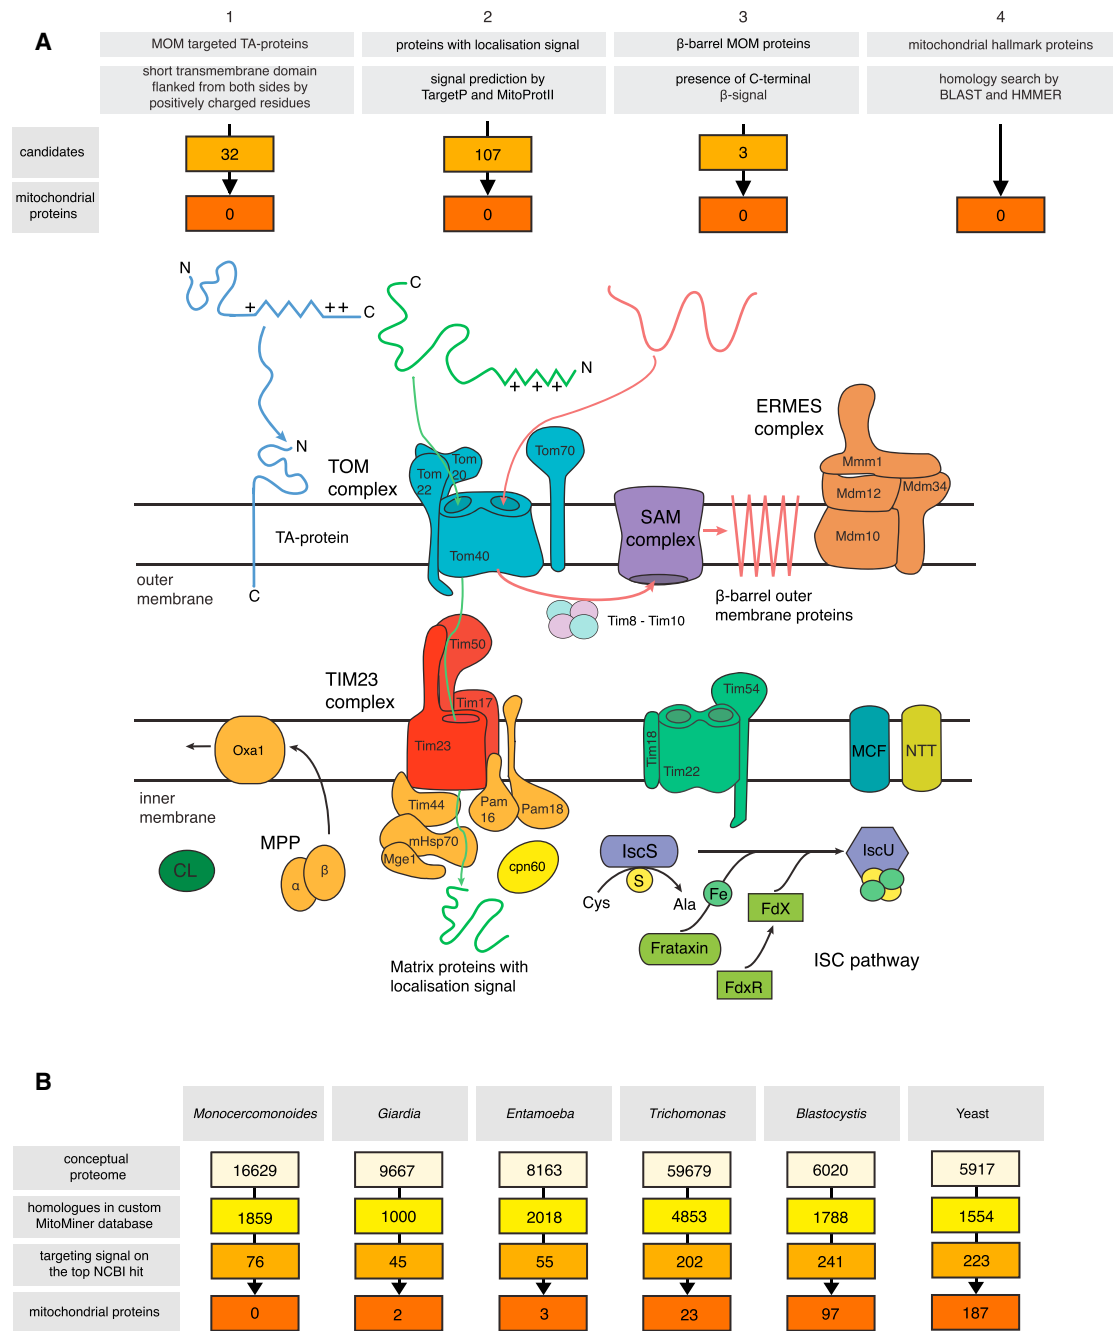 1
2
3
4
A
MOM targeted TA-proteins
proteins with localisation signal
β-barrel MOM proteins
mitochondrial hallmark proteins
short transmembrane domain
flanked from both sides by
positively charged residues
signal prediction by
TargetP and MitoProtII
presence of C-terminal
β-signal
homology search by
BLAST and HMMER
candidates
32
107
3
mitochondrial
proteins
0
0
0
0
N
+
++
C
C
N
+ + +
N
C
TA-protein
TOM
complex
Tom
22
Tom
20
Tom40
Tom70
SAM
complex
ERMES
complex
Mmm1
Mdm12
Mdm34
Mdm10
outer
membrane
β-barrel outer
membrane proteins
Tim8 - Tim10
TIM23
complex
Tim50
Tim17
Tim23
Tim54
Tim18
Tim22
MCF
NTT
Oxa1
inner
membrane
Tim44
Pam
16
Pam18
mHsp70
Mge1
MPP
α
β
CL
cpn60
Matrix proteins with
localisation signal
IscS
S
Cys
Ala
Fe
Frataxin
FdX
FdxR
IscU
ISC pathway
B
Monocercomonoides
Giardia
Entamoeba
Trichomonas
Blastocystis
Yeast
conceptual
proteome
16629
9667
8163
59679
6020
5917
homologues in custom
MitoMiner database
1859
1000
2018
4853
1788
1554
targeting signal on
the top NCBI hit
76
45
55
202
241
223
mitochondrial proteins
0
2
3
23
97
187